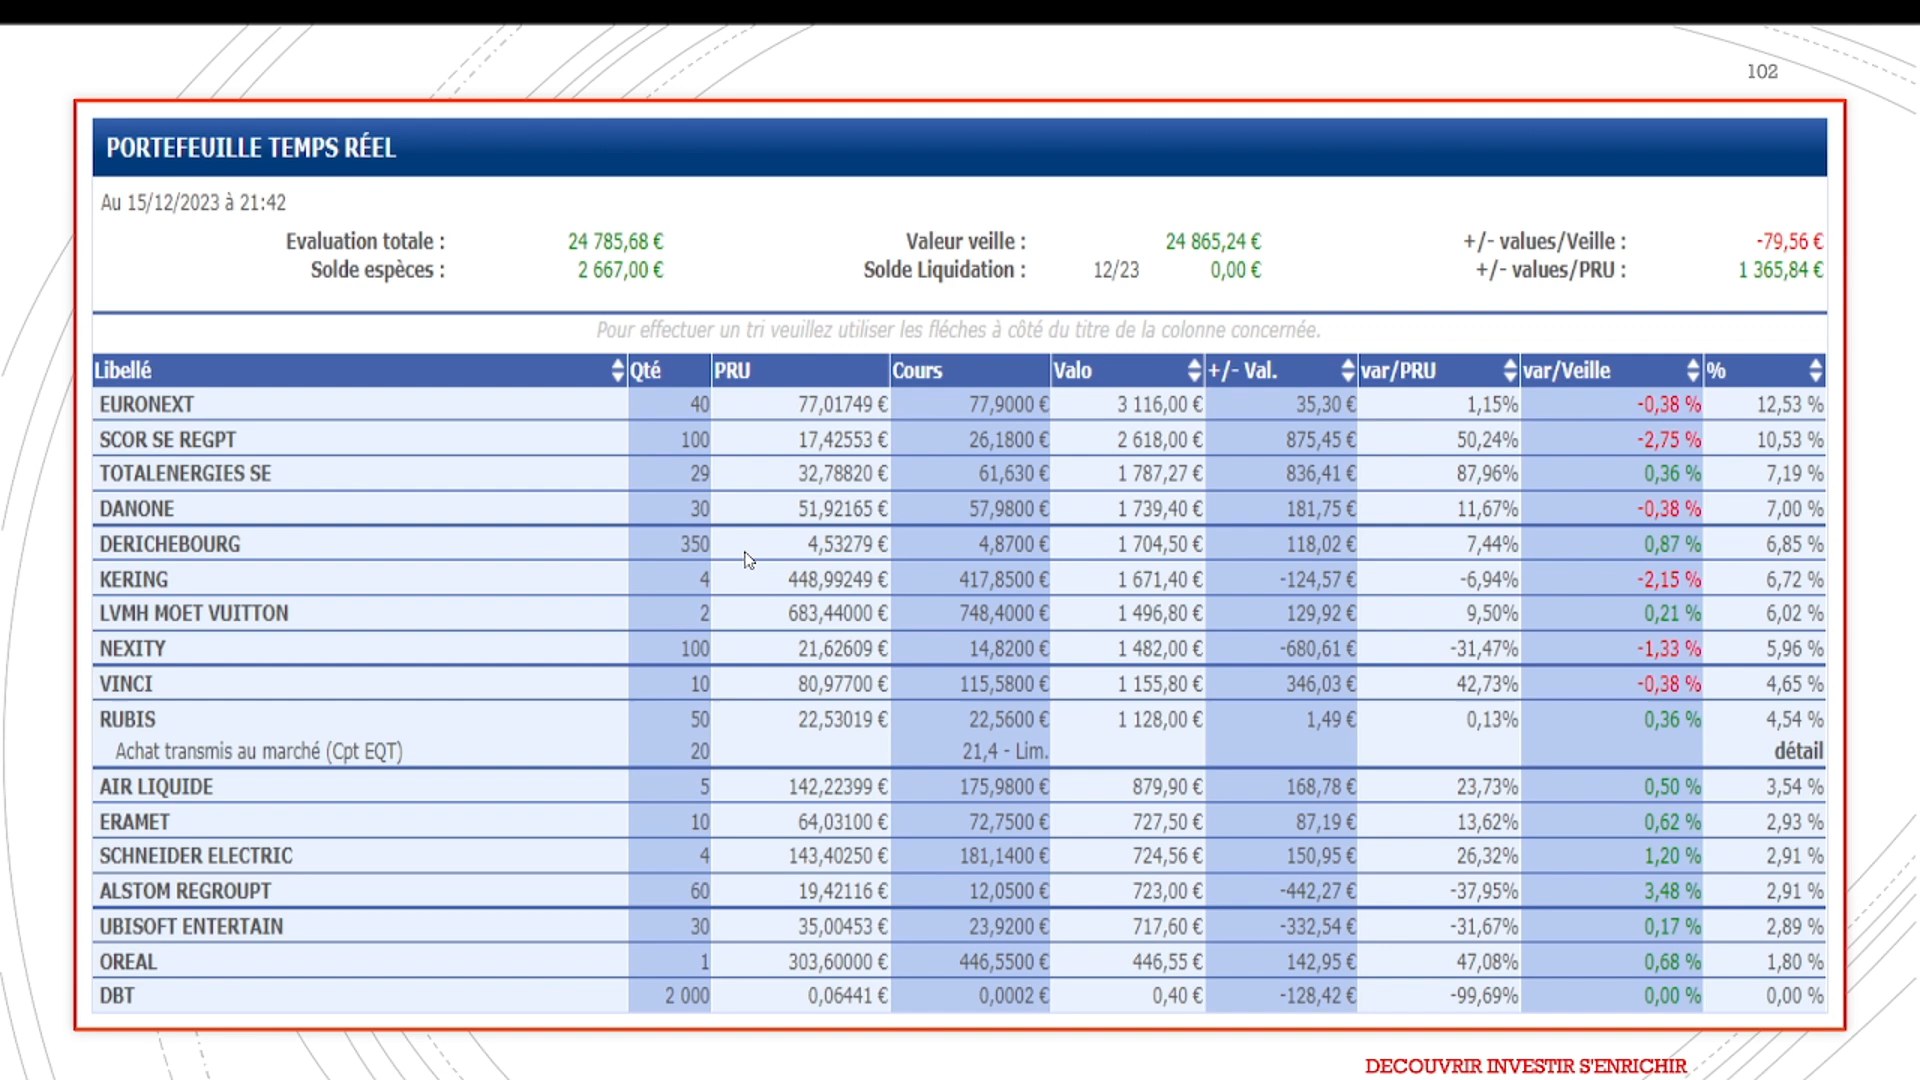 102
PORTEFEUILLE TEMPS RÉEL
Au 15/12/2023 à 21:42
Evaluation totale : 24 785,68 € Valeur veille : 24 865,24 € +/- values/Veille : -79,56 €
Solde espèces : 2 667,00 € Solde Liquidation : 12/23 0,00 € +/- values/PRU : 1 365,84 €
Pour effectuer un tri veuillez utiliser les fléches à côté du titre de la colonne concernée.
Libellé Qté PRU Cours Valo +/- Val. var/PRU var/Veille %
EURONEXT 40 77,01749 € 77,9000 € 3 116,00 € 35,30 € 1,15% -0,38 % 12,53 %
SCOR SE REGPT 100 17,42553 € 26,1800 € 2 618,00 € 875,45 € 50,24% -2,75 % 10,53 %
TOTALENERGIES SE 29 32,78820 € 61,630 € 1 787,27 € 836,41 € 87,96% 0,36 % 7,19 %
DANONE 30 51,92165 € 57,9800 € 1 739,40 € 181,75 € 11,67% -0,38 % 7,00 %
DERICHEBOURG 350 4,53279 € 4,8700 € 1 704,50 € 118,02 € 7,44% 0,87 % 6,85 %
KERING 4 448,99249 € 417,8500 € 1 671,40 € -124,57 € -6,94% -2,15 % 6,72 %
LVMH MOET VUITTON 2 683,44000 € 748,4000 € 1 496,80 € 129,92 € 9,50% 0,21 % 6,02 %
NEXITY 100 21,62609 € 14,8200 € 1 482,00 € -680,61 € -31,47% -1,33 % 5,96 %
VINCI 10 80,97700 € 115,5800 € 1 155,80 € 346,03 € 42,73% -0,38 % 4,65 %
RUBIS 50 22,53019 € 22,5600 € 1 128,00 € 1,49 € 0,13% 0,36 % 4,54 %
Achat transmis au marché (Cpt EQT) 20 21,4 - Lim. détail
AIR LIQUIDE 5 142,22399 € 175,9800 € 879,90 € 168,78 € 23,73% 0,50 % 3,54 %
ERAMET 10 64,03100 € 72,7500 € 727,50 € 87,19 € 13,62% 0,62 % 2,93 %
SCHNEIDER ELECTRIC 4 143,40250 € 181,1400 € 724,56 € 150,95 € 26,32% 1,20 % 2,91 %
ALSTOM REGROUPT 60 19,42116 € 12,0500 € 723,00 € -442,27 € -37,95% 3,48 % 2,91 %
UBISOFT ENTERTAIN 30 35,00453 € 23,9200 € 717,60 € -332,54 € -31,67% 0,17 % 2,89 %
OREAL 1 303,60000 € 446,5500 € 446,55 € 142,95 € 47,08% 0,68 % 1,80 %
DBT 2 000 0,06441 € 0,0002 € 0,40 € -128,42 € -99,69% 0,00 % 0,00 %
DECOUVRIR INVESTIR S'ENRICHIR